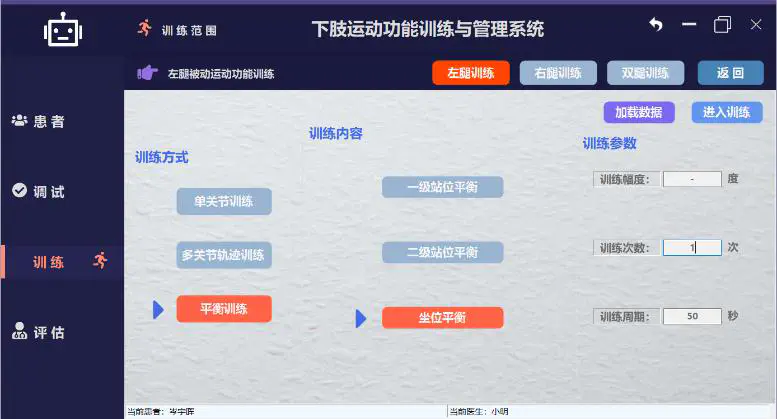 训练范围
下肢运动功能训练与管理系统
左腿被动运动功能训练
左腿训练
右腿训练
双腿训练
返回
加载数据
进入训练
患者
调试
训练
评估
训练方式
训练内容
训练参数
单关节训练
一级站位平衡
训练幅度: - 度
多关节轨迹训练
二级站位平衡
训练次数: 1 次
平衡训练
坐位平衡
训练周期: 50 秒
当前患者: 岑宇晖
当前医生: 小明